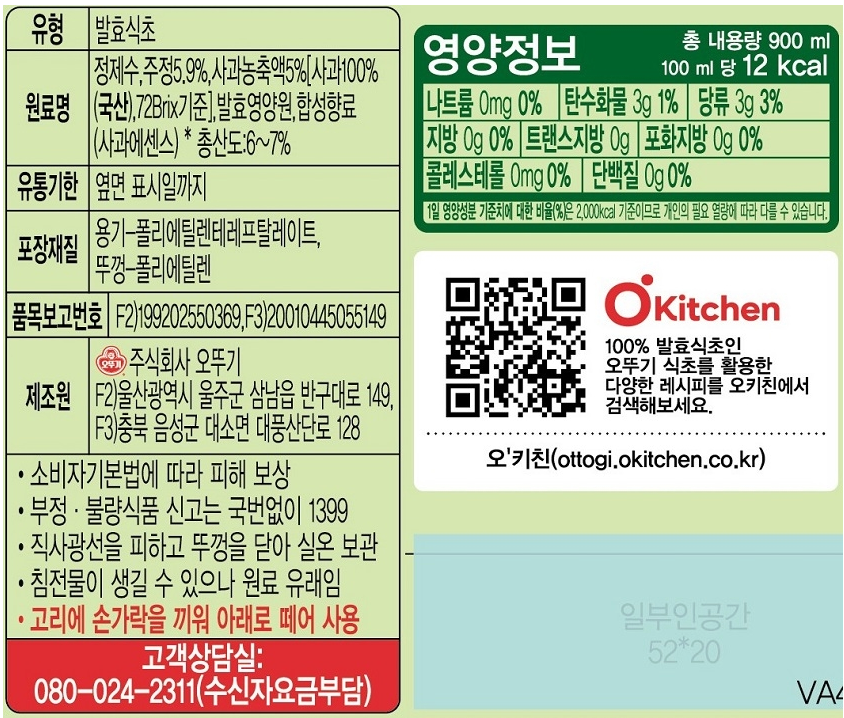 유형
발효식초
원료명
정제수,주정5.9%,사과농축액5%[사과100%
(국산),72Brix기준],발효영양원,합성향료
(사과에센스) * 총산도:6~7%
유통기한
옆면 표시일까지
포장재질
용기-폴리에틸렌테레프탈레이트,
뚜껑-폴리에틸렌
품목보고번호
F2)199202550369,F3)20010445055149
제조원
오뚜기 주식회사 오뚜기
F2)울산광역시 울주군 삼남읍 반구대로 149,
F3)충북 음성군 대소면 대풍산단로 128
• 소비자기본법에 따라 피해 보상
• 부정·불량식품 신고는 국번없이 1399
• 직사광선을 피하고 뚜껑을 닫아 실온 보관
• 침전물이 생길 수 있으나 원료 유래임
• 고리에 손가락을 끼워 아래로 떼어 사용
고객상담실:
080-024-2311(수신자요금부담)
영양정보
총 내용량 900 ml
100 ml 당 12 kcal
나트륨 0mg 0% 탄수화물 3g 1% 당류 3g 3%
지방 0g 0% 트랜스지방 0g 포화지방 0g 0%
콜레스테롤 0mg 0% 단백질 0g 0%
1일 영양성분 기준치에 대한 비율(%)은 2,000kcal 기준이므로 개인의 필요 열량에 따라 다를 수 있습니다.
O'Kitchen
100% 발효식초인
오뚜기 식초를 활용한
다양한 레시피를 오키친에서
검색해보세요.
오'키친(ottogi.okitchen.co.kr)
일부인공간
52*20
VA4